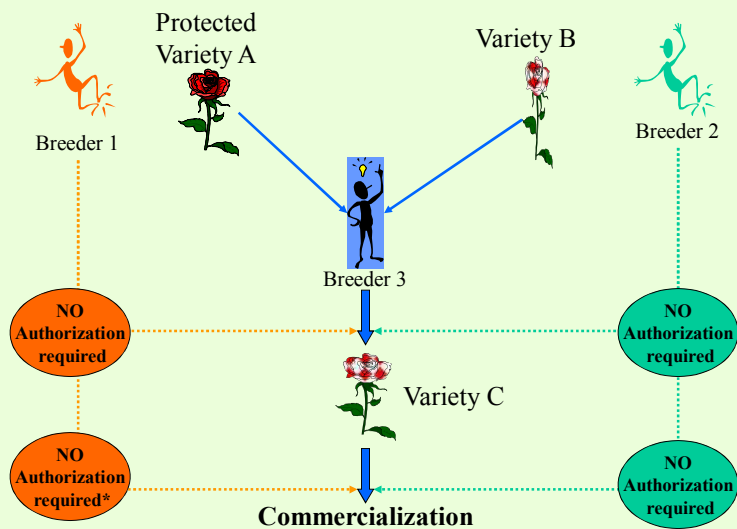 Protected
Variety A
Variety B
Breeder 1
Breeder 2
Breeder 3
NO
Authorization
required
NO
Authorization
required
Variety C
NO
Authorization
required*
NO
Authorization
required
Commercialization